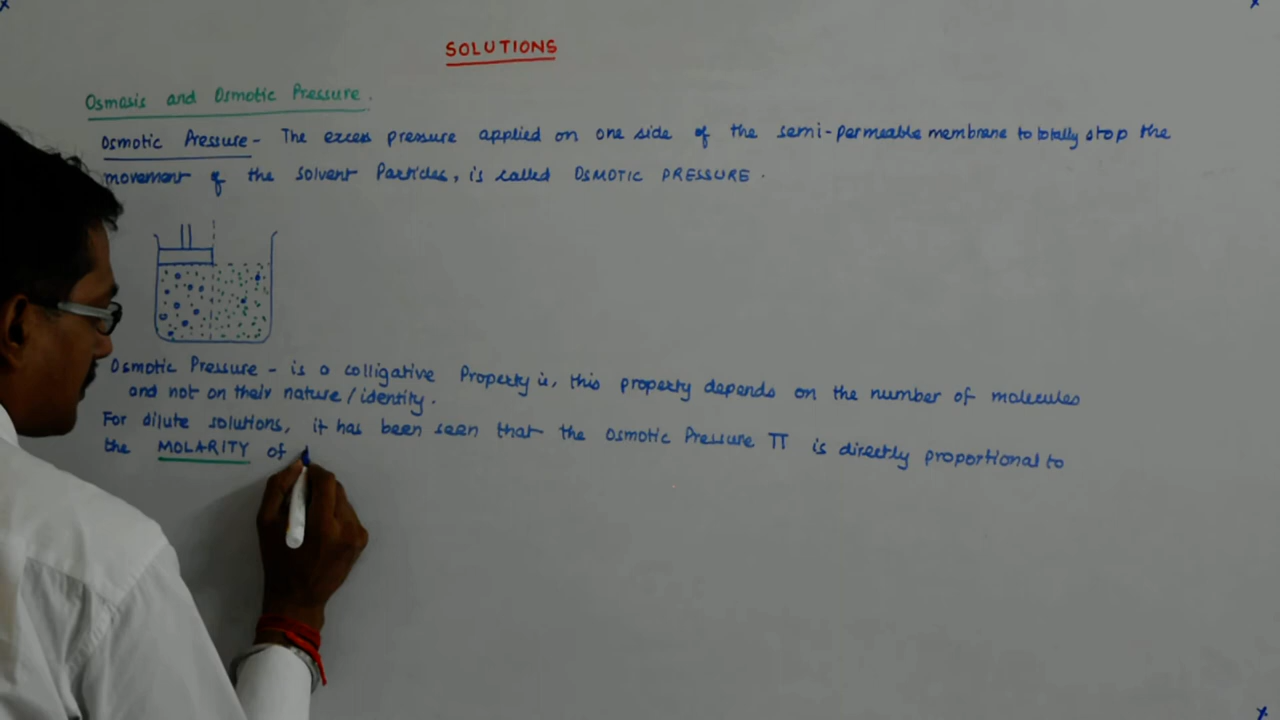 SOLUTIONS
Osmosis and Osmotic Pressure.
Osmotic Pressure - The excess pressure applied on one side of the semi-permeable membrane to totally stop the
movement of the solvent Particles, is called OSMOTIC PRESSURE.
Osmotic Pressure - is a colligative Property ie, this property depends on the number of molecules
and not on their nature / identity.
For dilute solutions, it has been seen that the Osmotic Pressure π is directly proportional to
the MOLARITY of